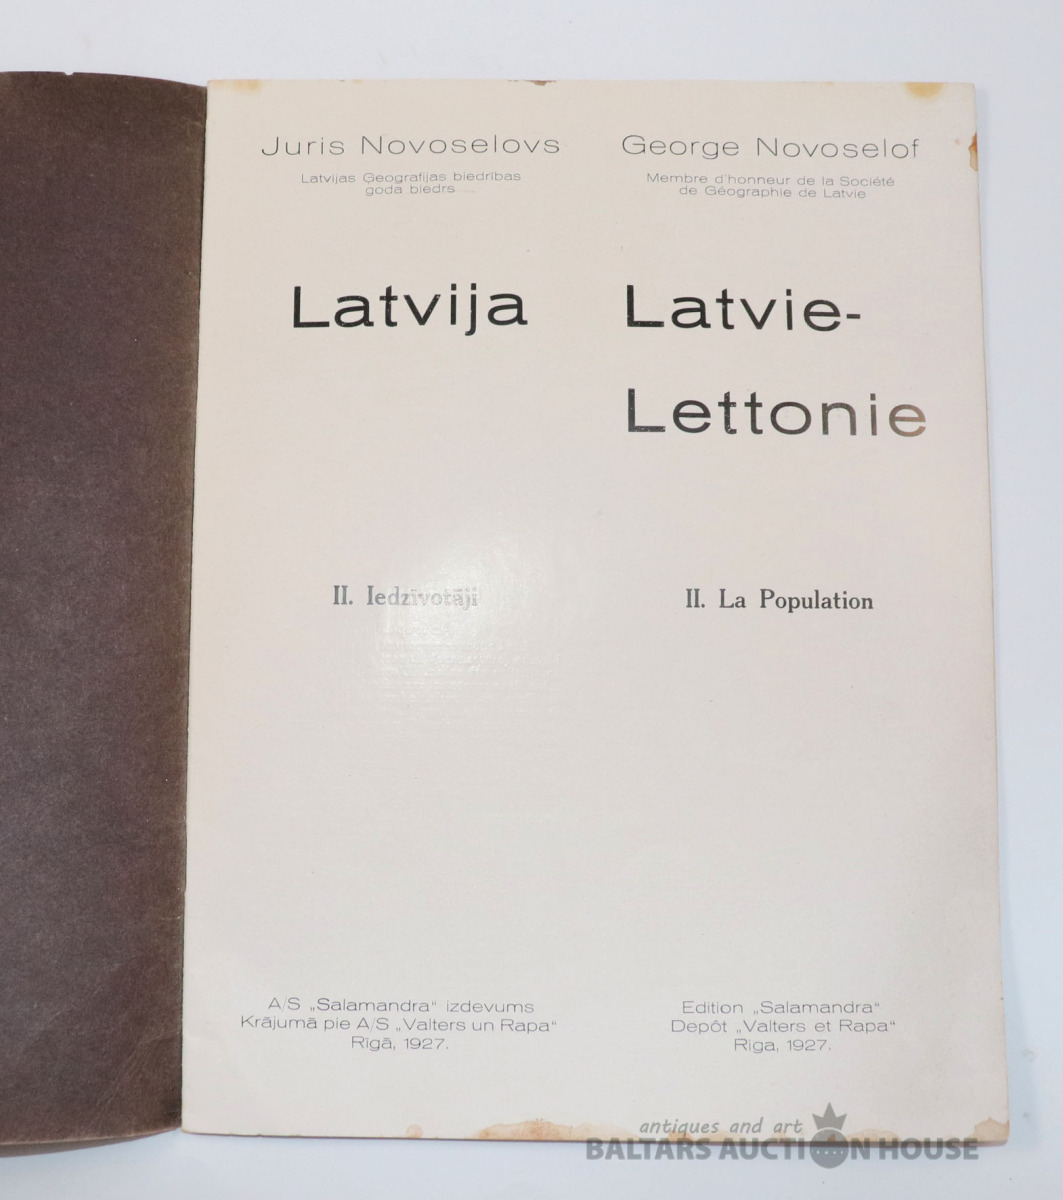 Juris Novoselovs
Latvijas Ģeografijas biedrības
goda biedrs
Latvija
II. Iedzīvotāji
A/S „Salamandra“ izdevums
Krājumā pie A/S „Valters un Rapa“
Rīgā, 1927.
George Novoselof
Membre d'honneur de la Société
de Géographie de Latvie
Latvie-
Lettonie
II. La Population
Edition „Salamandra“
Depôt „Valters et Rapa“
Riga, 1927.
antiques and art
BALTARS AUCTION HOUSE